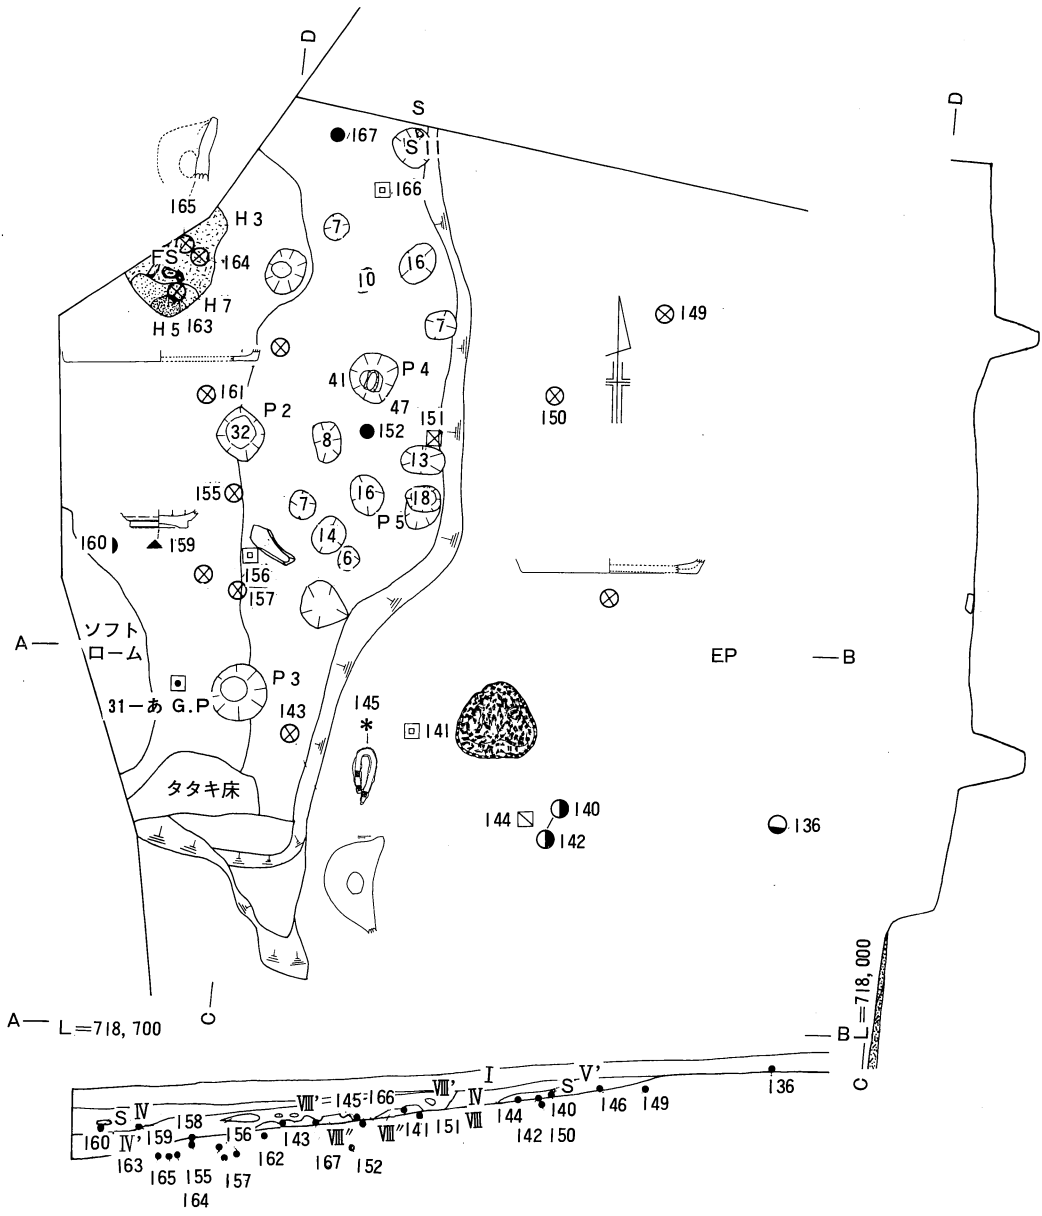 D
S
D
167
S
166
165
H3
7
FS
164
16
10
H7
149
H5 163
7
161
P4
41
P2
47
150
151
32
8
152
13
155
16
18
7
P5
14
160
159
6
156
157
ソフト
ローム
A
EP
B
P3
31ーあ G.P
145
143
141
タタキ床
144
140
142
136
C
L=718,000
A L=718,700
B
C
I
V'
136
VIII'
VIII'
145
166
IV
S
S
IV
158
160
IV'
159
156
143
VIII''
VIII''
141
151
VIII
144
140
146
149
163
162
167
152
142
150
165
155
157
164